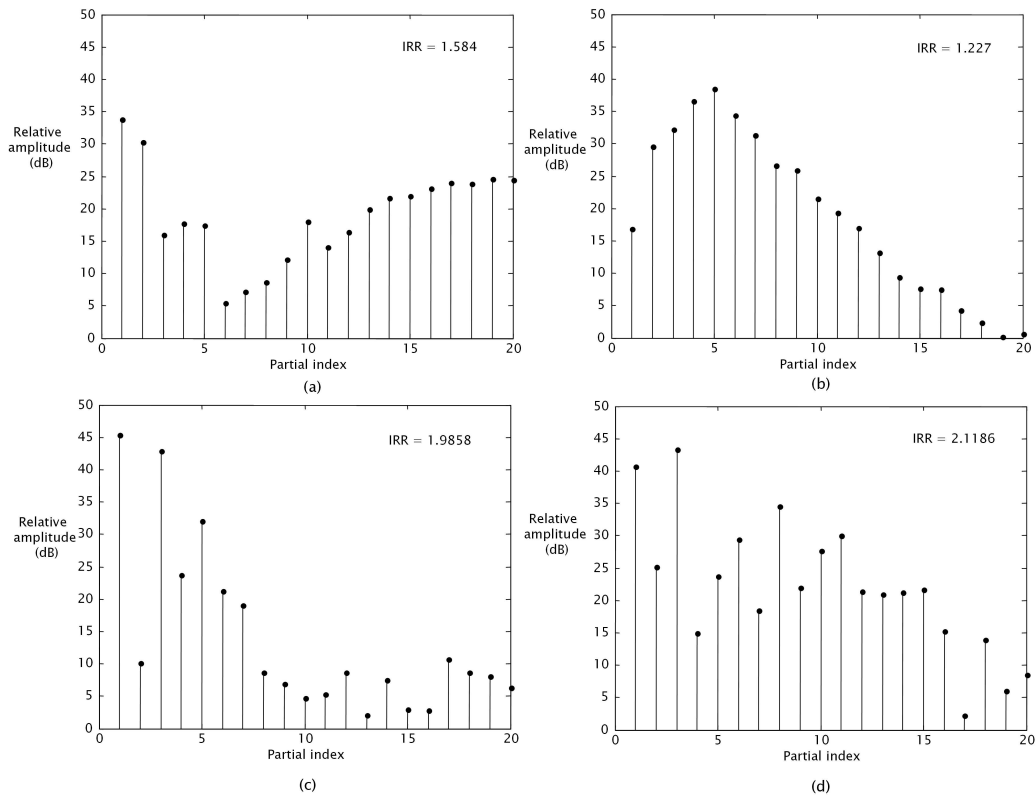 50
45
40
35
30
25
20
15
10
5
0
Relative
amplitude
(dB)
IRR = 1.584
0 5 10 15 20
Partial index
(a)
50
45
40
35
30
25
20
15
10
5
0
Relative
amplitude
(dB)
IRR = 1.227
0 5 10 15 20
Partial index
(b)
50
45
40
35
30
25
20
15
10
5
0
Relative
amplitude
(dB)
IRR = 1.9858
0 5 10 15 20
Partial index
(c)
50
45
40
35
30
25
20
15
10
5
0
Relative
amplitude
(dB)
IRR = 2.1186
0 5 10 15 20
Partial index
(d)